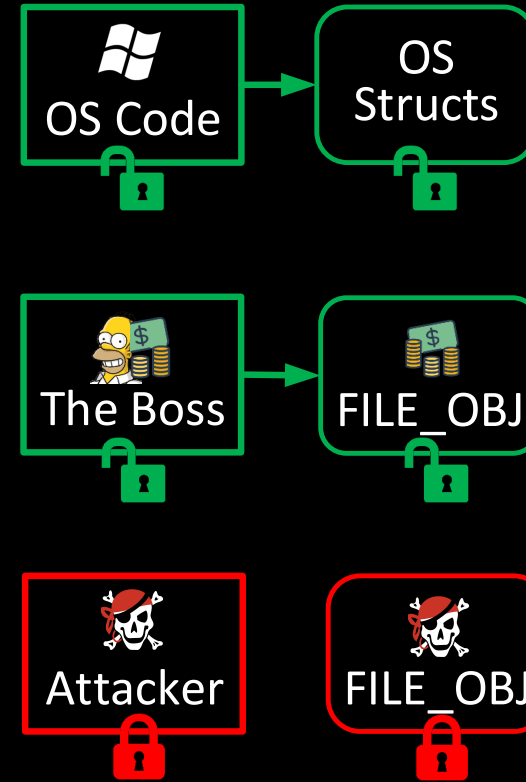 OS Code
OS
Structs
$
The Boss
$
FILE_OBJ
Attacker
FILE_OBJ